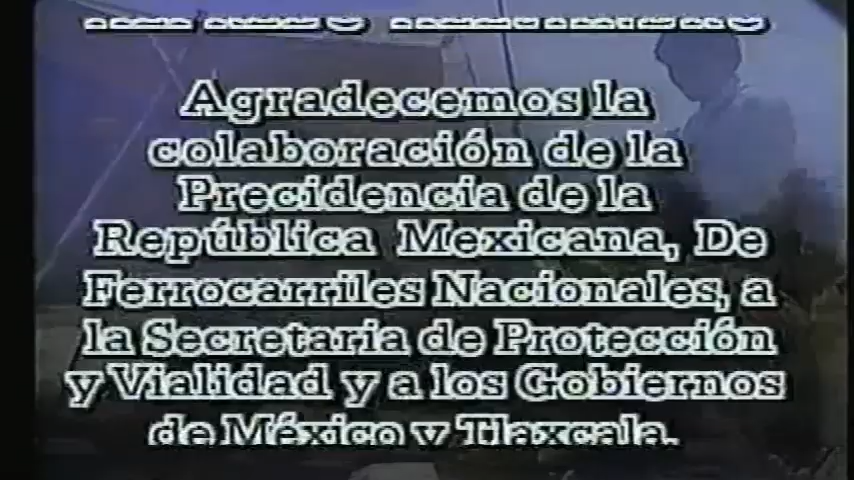 Agradecemos la
colaboración de la
Precidencia de la
República Mexicana, De
Ferrocarriles Nacionales, a
la Secretaria de Protección
y Vialidad y a los Gobiernos
de México y Tlaxcala.